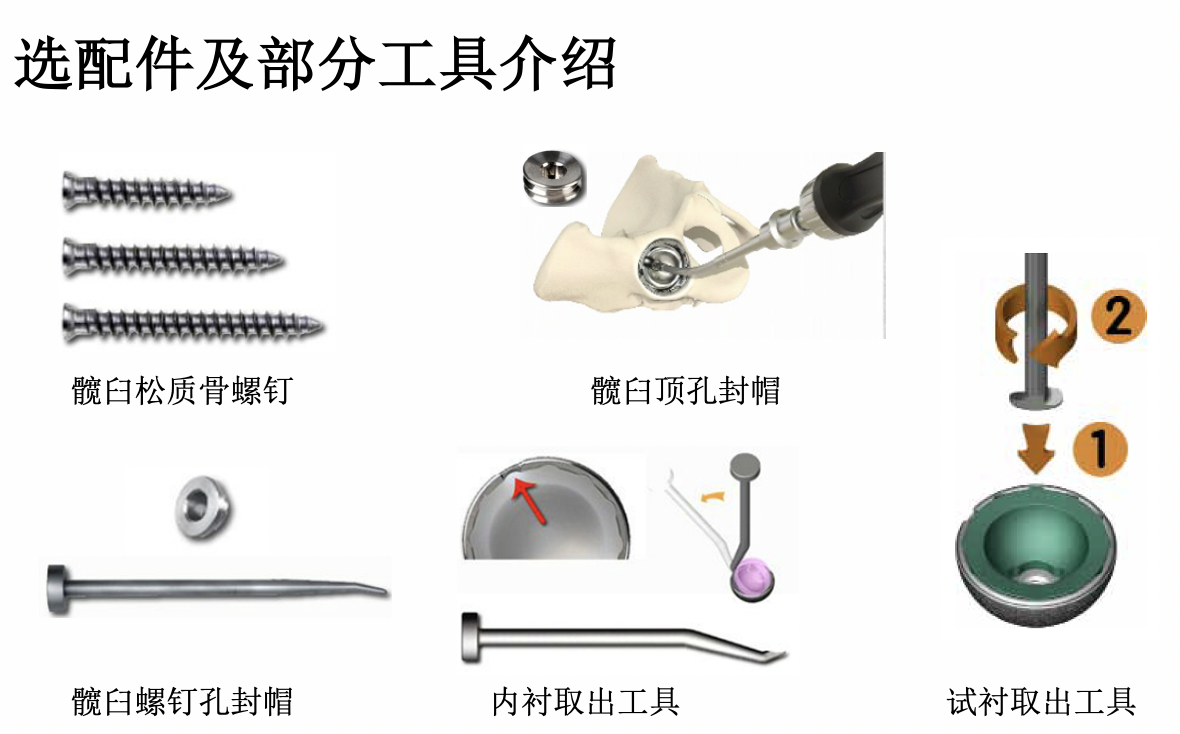 选配件及部分工具介绍
髋臼松质骨螺钉
髋臼顶孔封帽
2
1
髋臼螺钉孔封帽
内衬取出工具
试衬取出工具